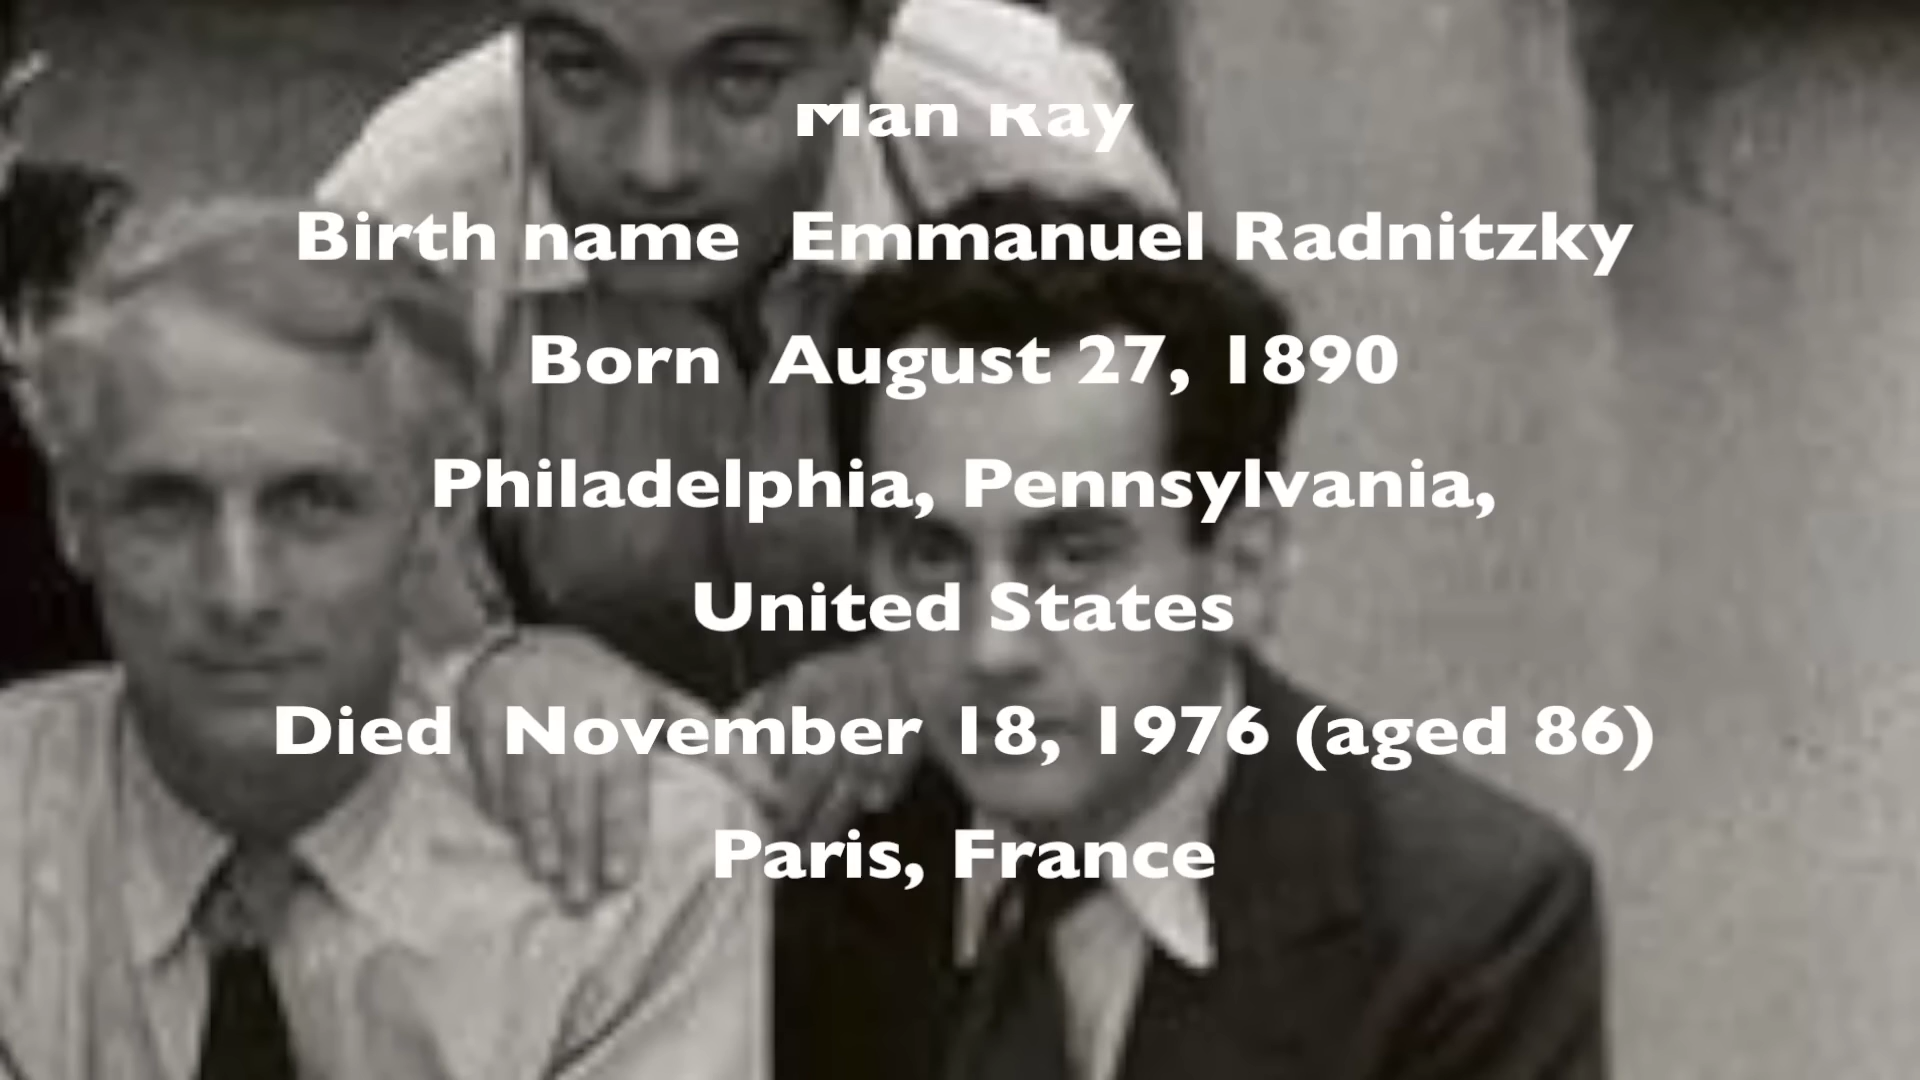 Man Ray
Birth name Emmanuel Radnitzky
Born August 27, 1890
Philadelphia, Pennsylvania,
United States
Died November 18, 1976 (aged 86)
Paris, France